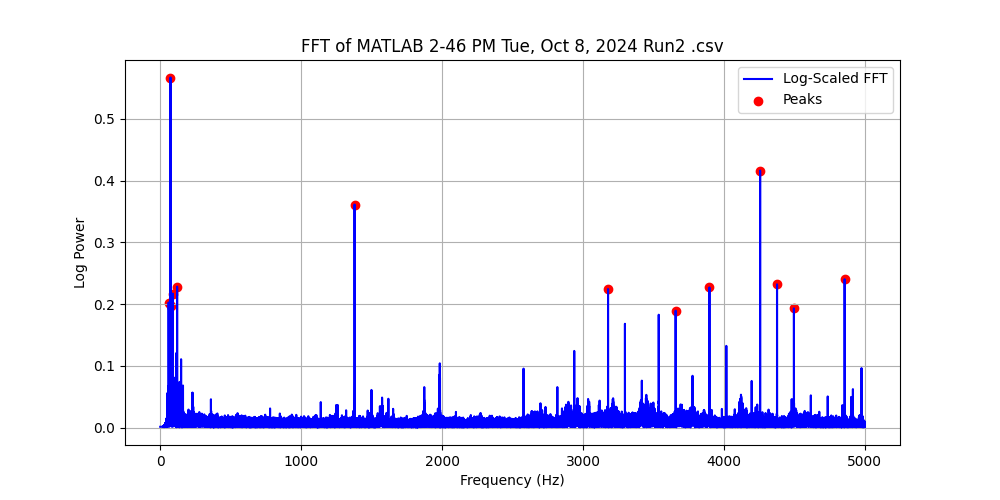 FFT of MATLAB 2-46 PM Tue, Oct 8, 2024 Run2 .csv
Log-Scaled FFT
Peaks
Log Power
0.5
0.4
0.3
0.2
0.1
0.0
0 1000 2000 3000 4000 5000
Frequency (Hz)